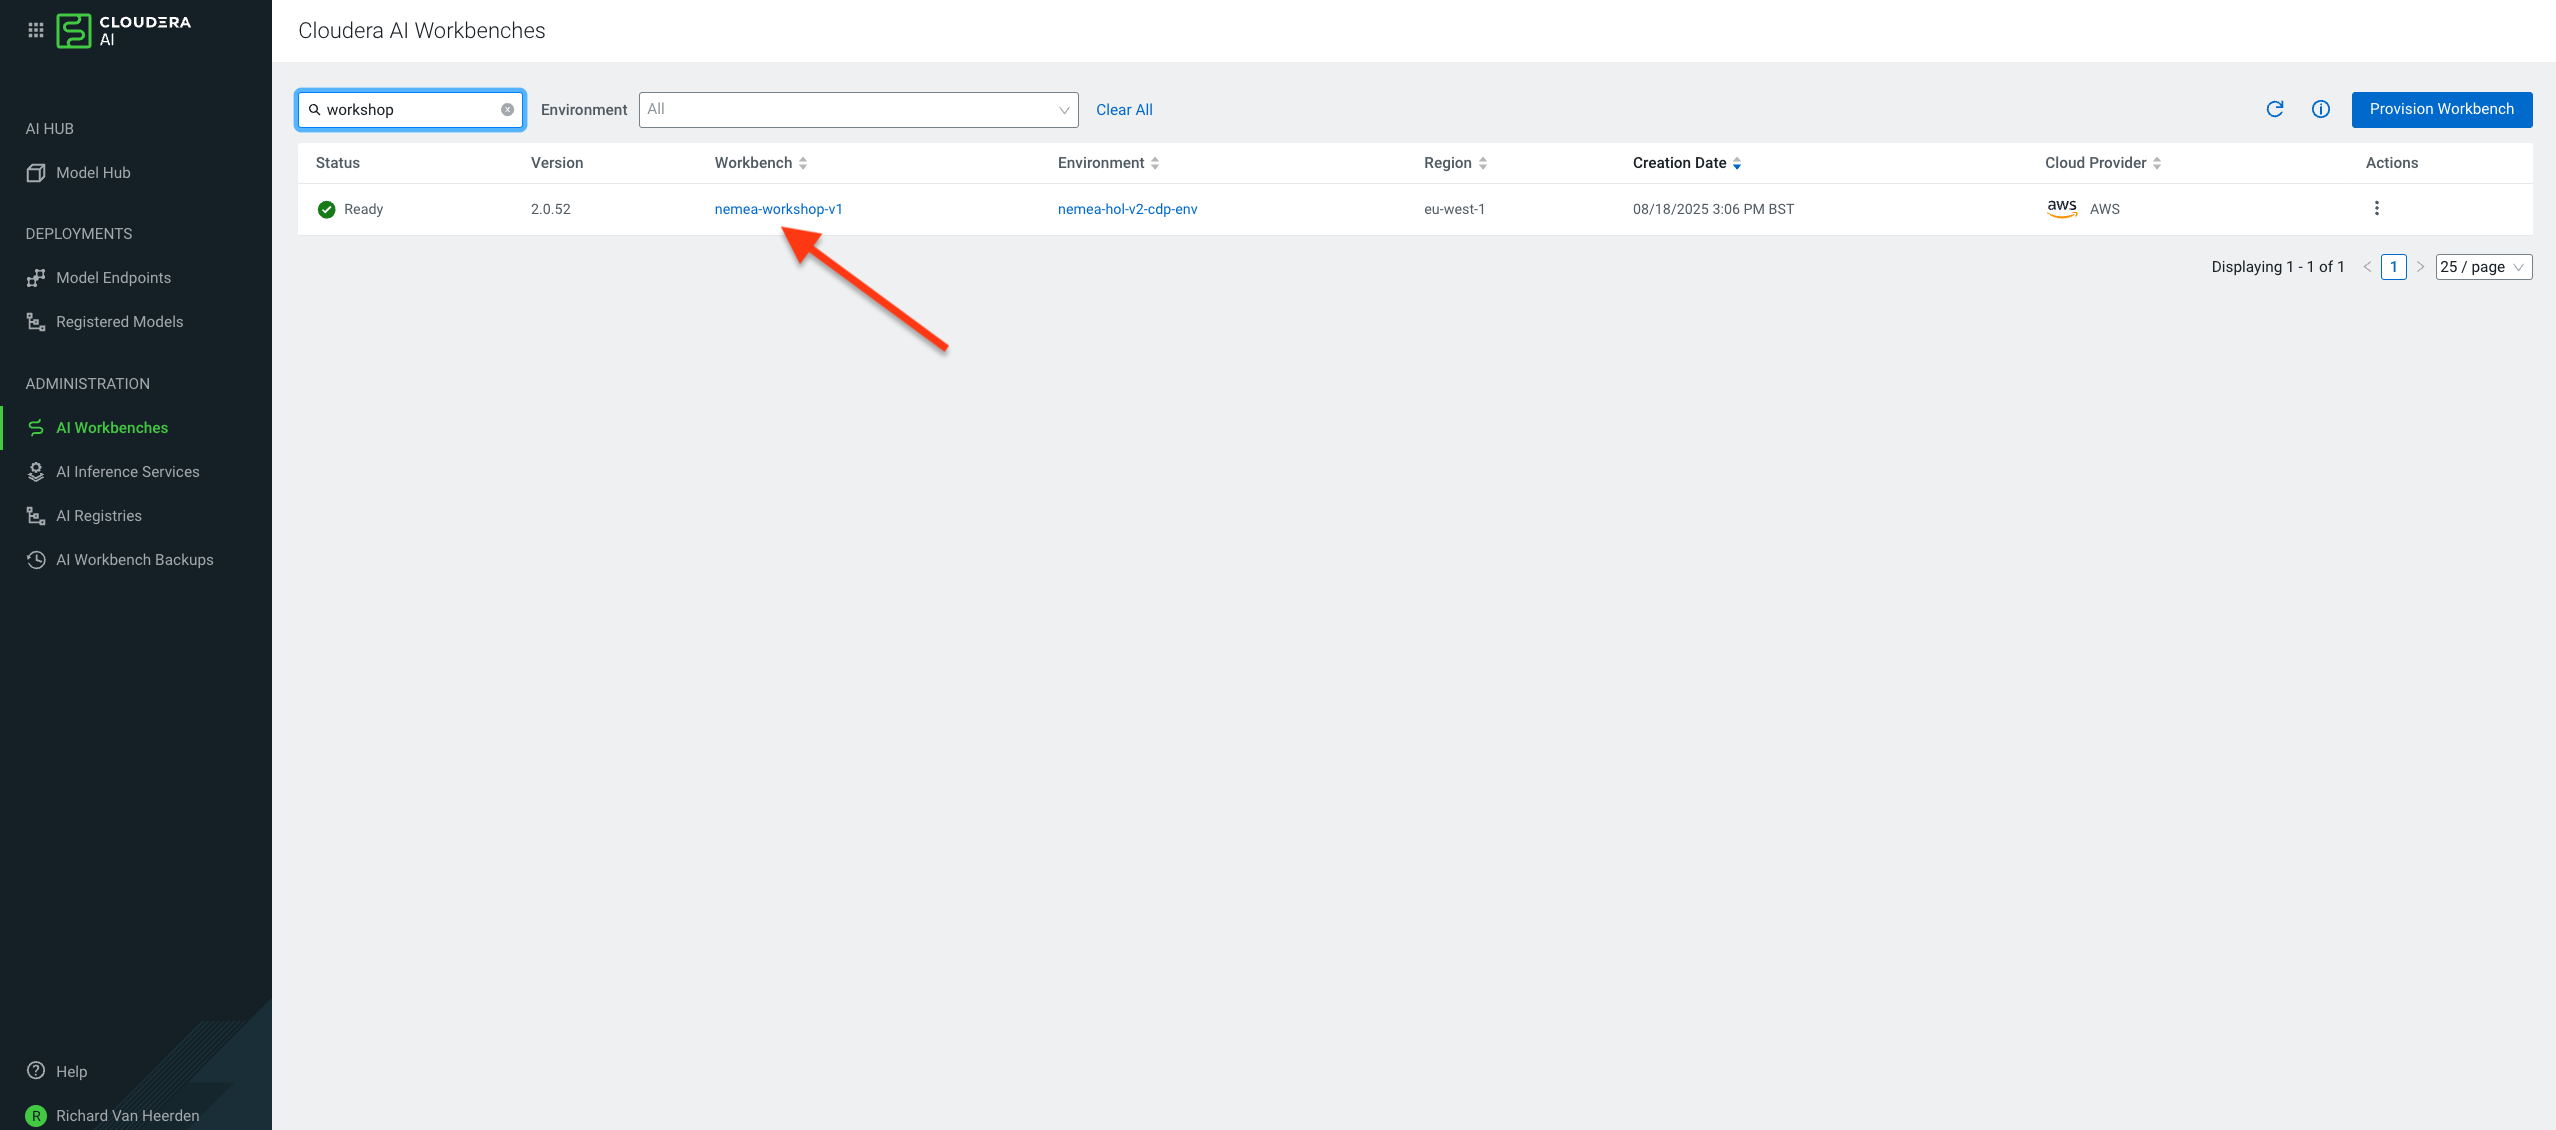 CLOUDERA
AI
AI HUB
Model Hub
DEPLOYMENTS
Model Endpoints
Registered Models
ADMINISTRATION
AI Workbenches
AI Inference Services
AI Registries
AI Workbench Backups
Help
R Richard Van Heerden
Cloudera AI Workbenches
workshop Environment All Clear All Provision Workbench
Status Version Workbench Environment Region Creation Date Cloud Provider Actions
Ready 2.0.52 nemea-workshop-v1 nemea-hol-v2-cdp-env eu-west-1 08/18/2025 3:06 PM BST aws AWS
Displaying 1 - 1 of 1 < 1 > 25 / page